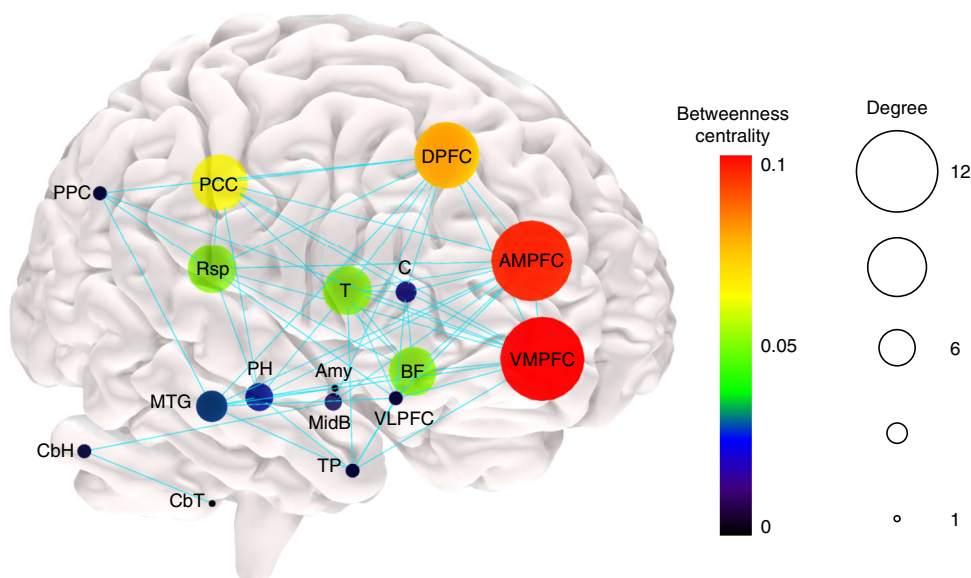 DPFC
PCC
PPC
AMPFC
Rsp
C
T
VMPFC
PH
Amy
BF
MTG
MidB
VLPFC
CbH
TP
CbT
Betweenness
centrality
0.1
0.05
0
Degree
12
6
1